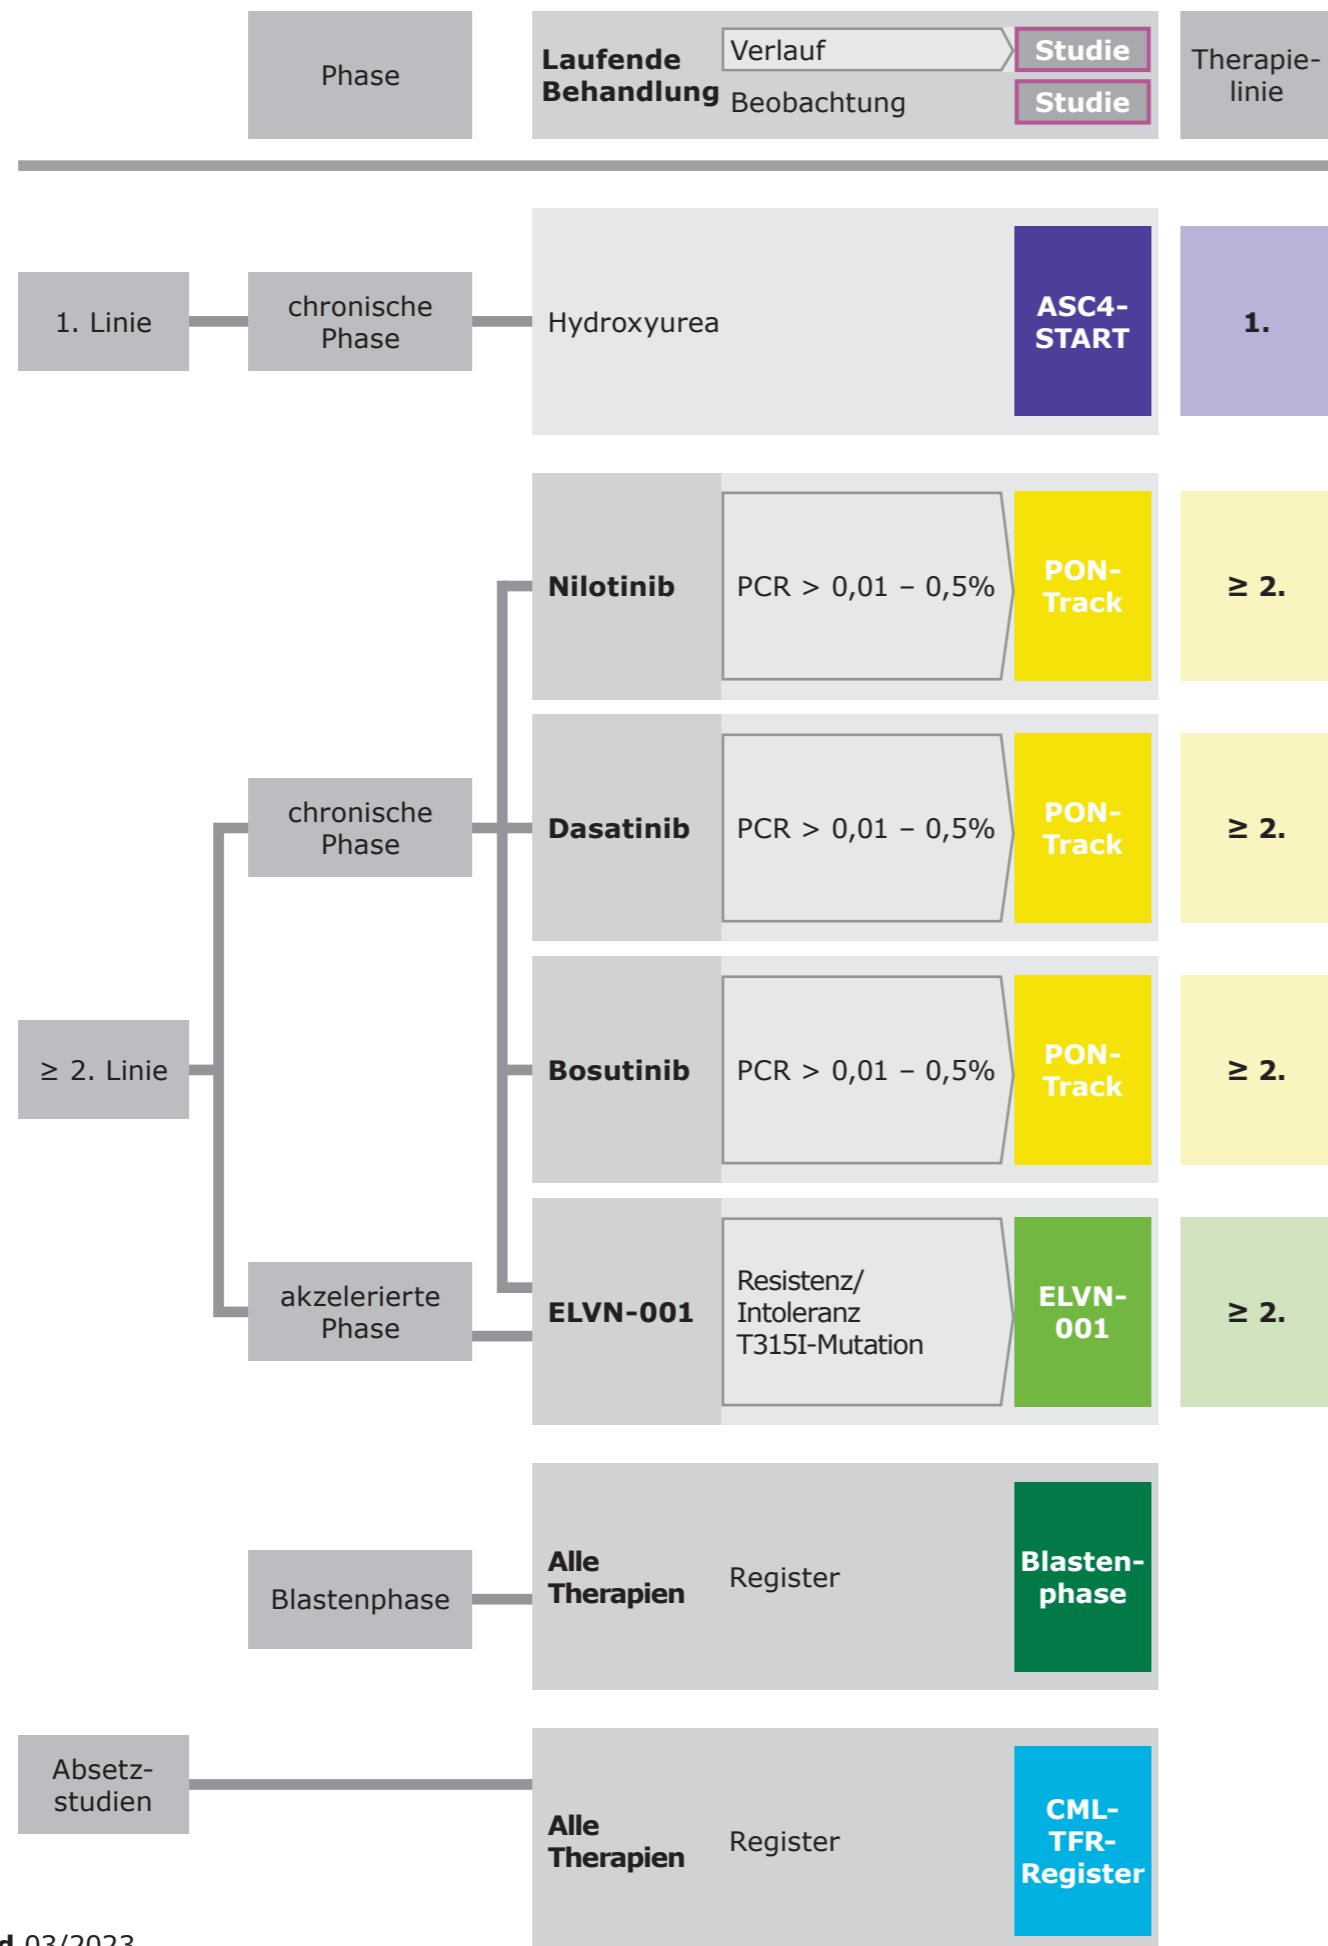 Phase
Laufende
Behandlung
Verlauf
Studie
Beobachtung
Studie
Therapie-
linie
1. Linie
chronische
Phase
Hydroxyurea
ASC4-
START
1.
Nilotinib
PCR > 0,01 – 0,5%
PON-
Track
≥ 2.
chronische
Phase
Dasatinib
PCR > 0,01 – 0,5%
PON-
Track
≥ 2.
≥ 2. Linie
Bosutinib
PCR > 0,01 – 0,5%
PON-
Track
≥ 2.
akzelerierte
Phase
ELVN-001
Resistenz/
Intoleranz
T315I-Mutation
ELVN-
001
≥ 2.
Blastenphase
Alle
Therapien
Register
Blasten-
phase
Absetz-
studien
Alle
Therapien
Register
CML-
TFR-
Register
03/2023